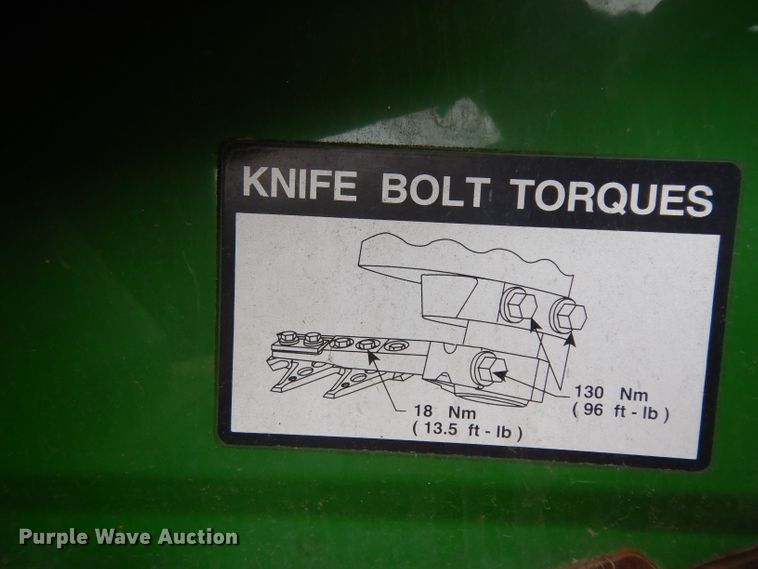 KNIFE BOLT TORQUES
130 Nm
( 96 ft - lb )
18 Nm
( 13.5 ft - lb )
Purple Wave Auction®